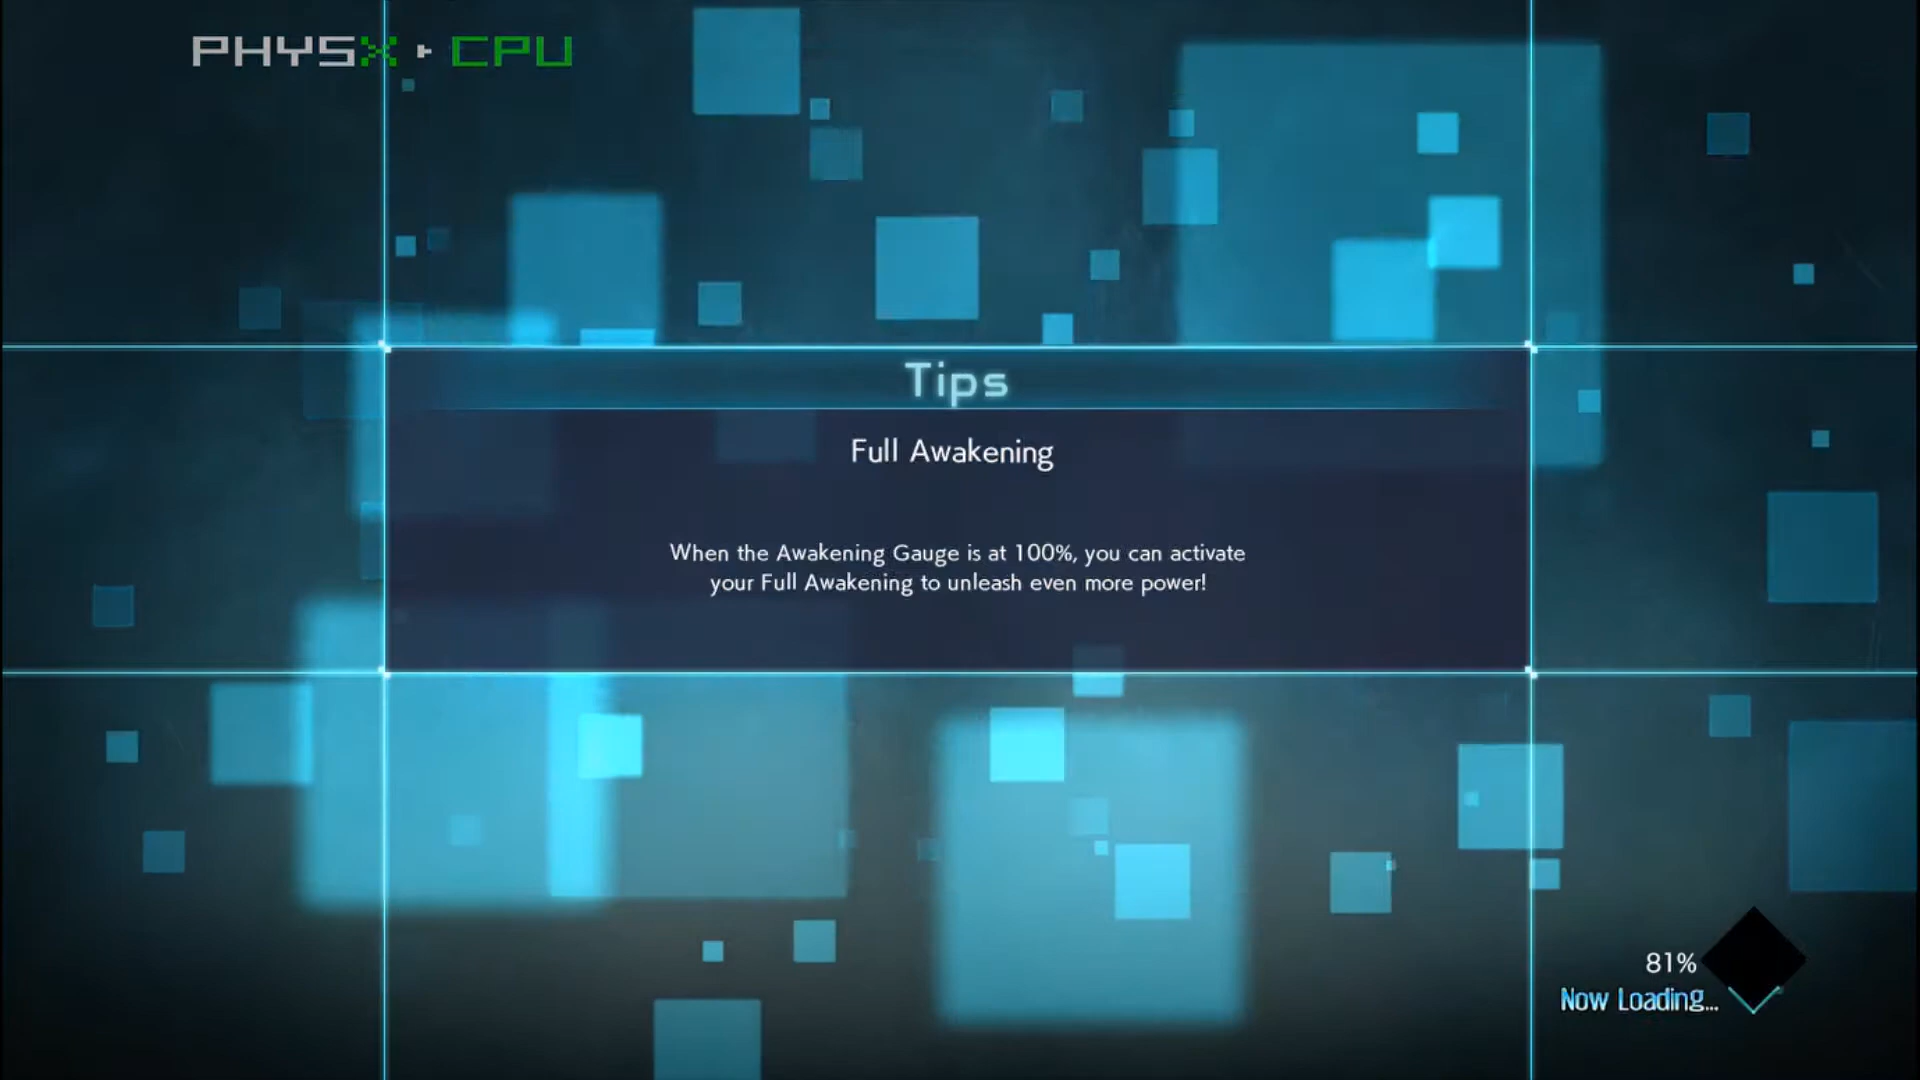 PHYSX ▸ CPU
Tips
Full Awakening
When the Awakening Gauge is at 100%, you can activate
your Full Awakening to unleash even more power!
81%
Now Loading...